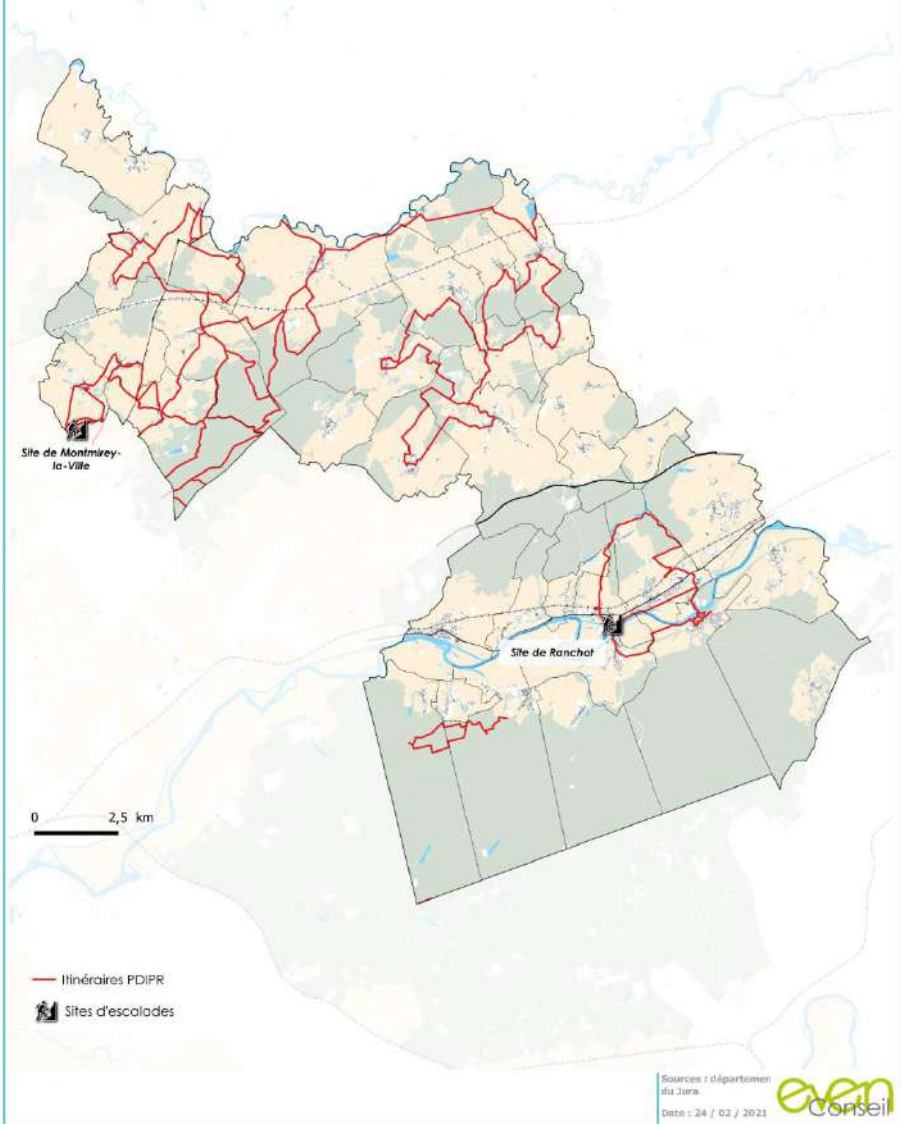 Site de Montmirey-
la-Ville
Site de Ranchot
0 2,5 km
Itinéraires PDIPR
Sites d'escalades
Sources : départemen
du Jura
Date : 24 / 02 / 2021
even
Conseil